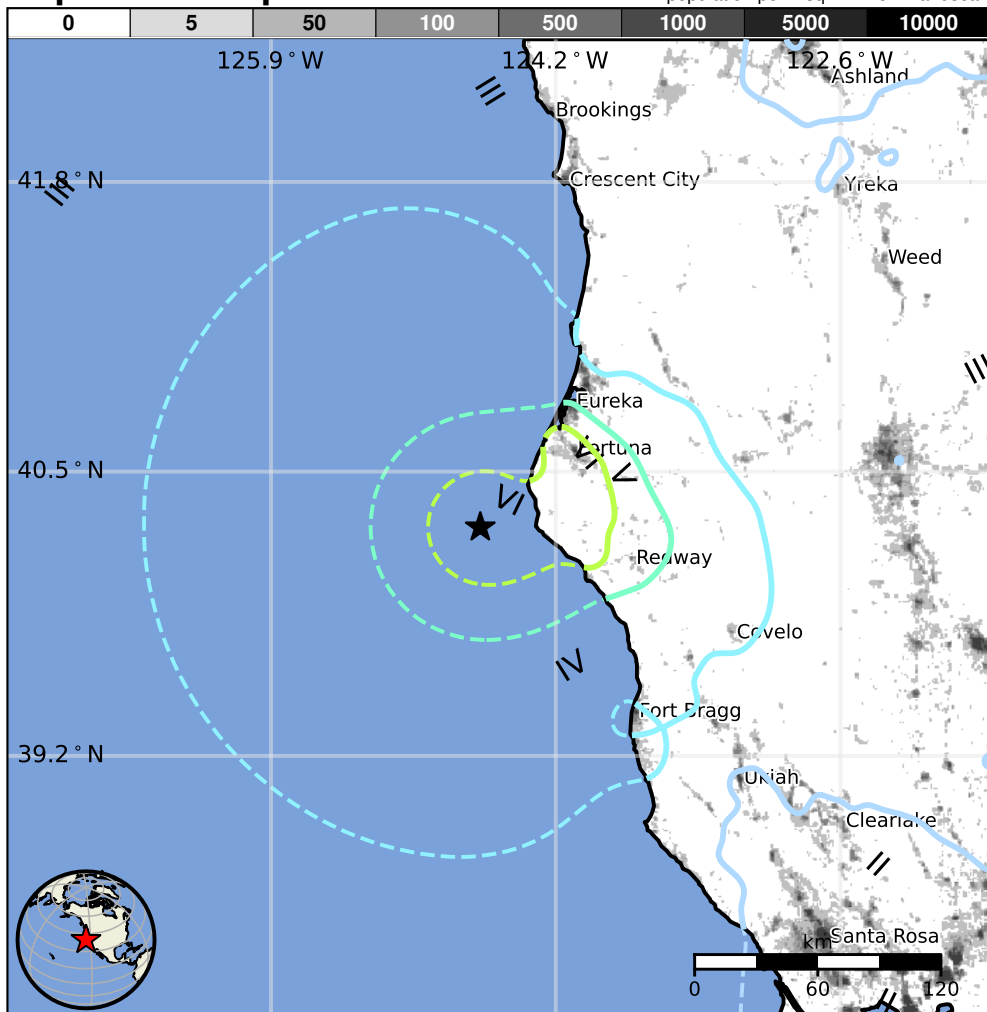 0 5 50 100 500 1000 5000 10000
125.9°W 124.2°W 122.6°W
Ashland
III
Brookings
41.8°N
III
Crescent City
Yreka
Weed
III
Eureka
Fortuna
40.5°N
VI
V
VI
Redway
Covelo
IV
Fort Bragg
39.2°N
Ukiah
Clearlake
II
km
Santa Rosa
0 60 120
II